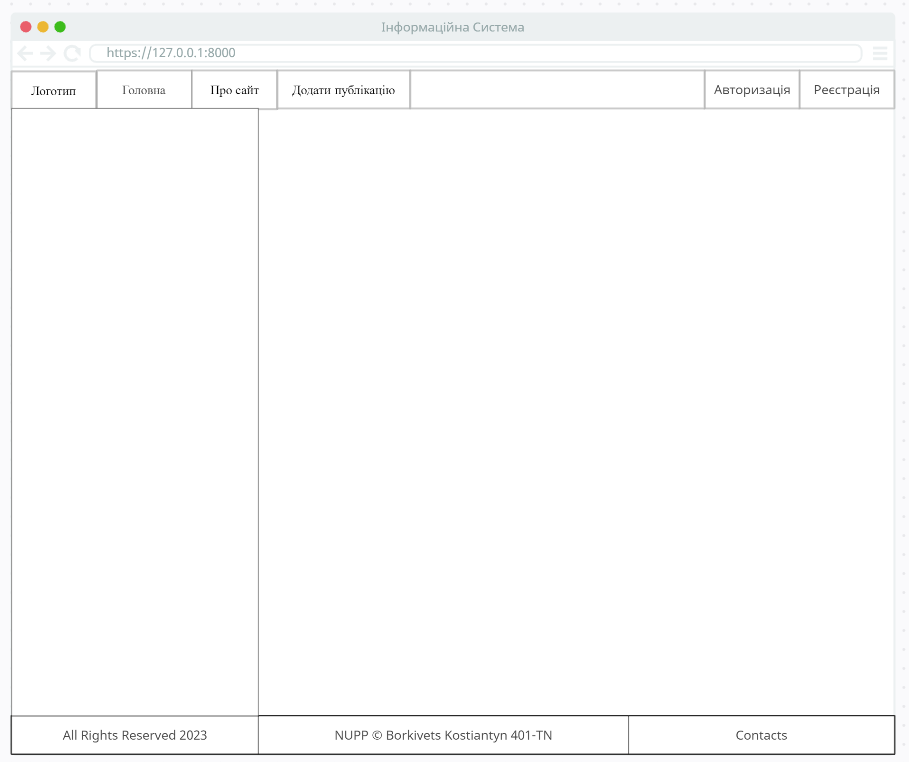 Інформаційна Система
https://127.0.0.1:8000
Логотип
Головна
Про сайт
Додати публікацію
Авторизація
Реєстрація
All Rights Reserved 2023
NUPP © Borkivets Kostiantyn 401-TN
Contacts